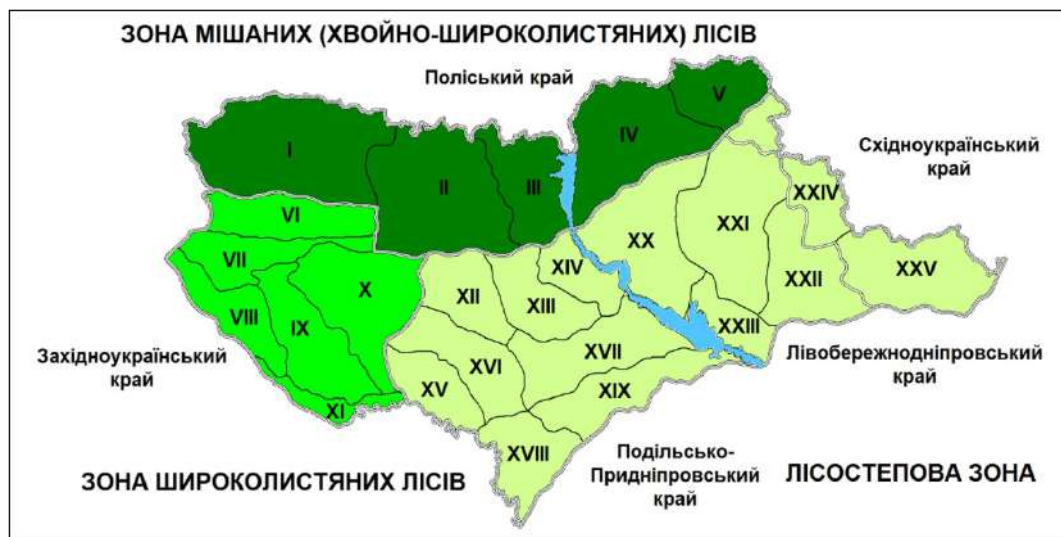 ЗОНА МІШАНИХ (ХВОЙНО-ШИРОКОЛИСТЯНИХ) ЛІСІВ
Поліський край
V
IV
I
II
III
Східноукраїнський
край
XXIV
VI
XXI
XX
VII
XIV
X
XXII
XXV
XII
XIII
VIII
IX
XXIII
Західноукраїнський
край
XVII
Лівобережнодніпровський
край
XVI
XV
XIX
XI
XVIII
Подільсько-
Придніпровський
край
ЗОНА ШИРОКОЛИСТЯНИХ ЛІСІВ
ЛІСОСТЕПОВА ЗОНА